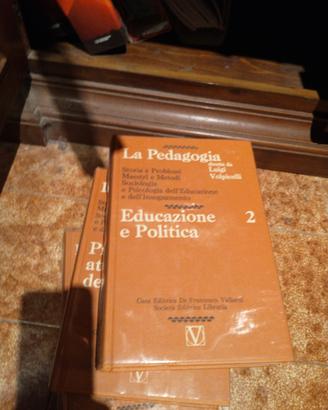 La Pedagogia
diretta da
Luigi
Volpicelli
Storia e Problemi
Maestri e Metodi
Sociologia
e Psicologia dell'Educazione
e dell'Insegnamento
Educazione 2
e Politica
Casa Editrice Dr Francesco Vallardi
Società Editrice Libraria
V